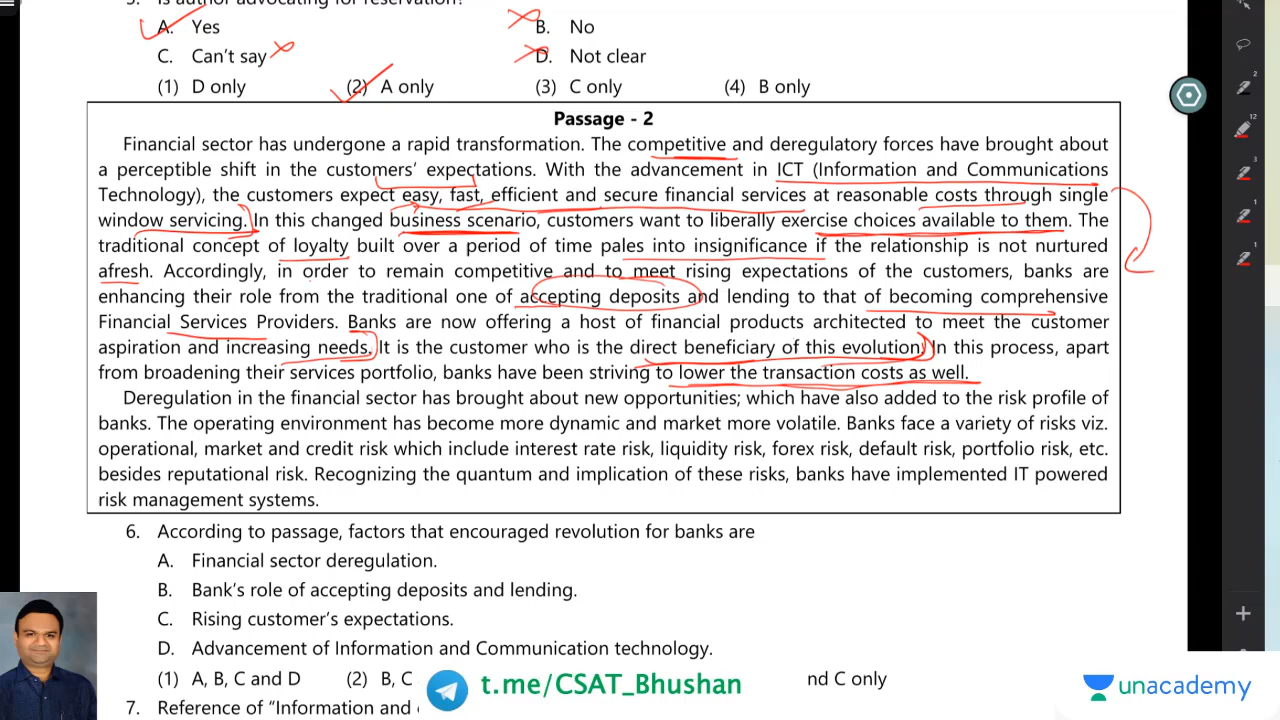 5. Is author advocating for reservation?
A. Yes B. No
C. Can't say D. Not clear
(1) D only (2) A only (3) C only (4) B only
Passage - 2
Financial sector has undergone a rapid transformation. The competitive and deregulatory forces have brought about
a perceptible shift in the customers' expectations. With the advancement in ICT (Information and Communications
Technology), the customers expect easy, fast, efficient and secure financial services at reasonable costs through single
window servicing. In this changed business scenario, customers want to liberally exercise choices available to them. The
traditional concept of loyalty built over a period of time pales into insignificance if the relationship is not nurtured
afresh. Accordingly, in order to remain competitive and to meet rising expectations of the customers, banks are
enhancing their role from the traditional one of accepting deposits and lending to that of becoming comprehensive
Financial Services Providers. Banks are now offering a host of financial products architected to meet the customer
aspiration and increasing needs. It is the customer who is the direct beneficiary of this evolution. In this process, apart
from broadening their services portfolio, banks have been striving to lower the transaction costs as well.
Deregulation in the financial sector has brought about new opportunities; which have also added to the risk profile of
banks. The operating environment has become more dynamic and market more volatile. Banks face a variety of risks viz.
operational, market and credit risk which include interest rate risk, liquidity risk, forex risk, default risk, portfolio risk, etc.
besides reputational risk. Recognizing the quantum and implication of these risks, banks have implemented IT powered
risk management systems.
6. According to passage, factors that encouraged revolution for banks are
A. Financial sector deregulation.
B. Bank's role of accepting deposits and lending.
C. Rising customer's expectations.
D. Advancement of Information and Communication technology.
(1) A, B, C and D (2) B, C nd C only
t.me/CSAT_Bhushan
unacademy
7. Reference of "Information and
2
12
3
1
1